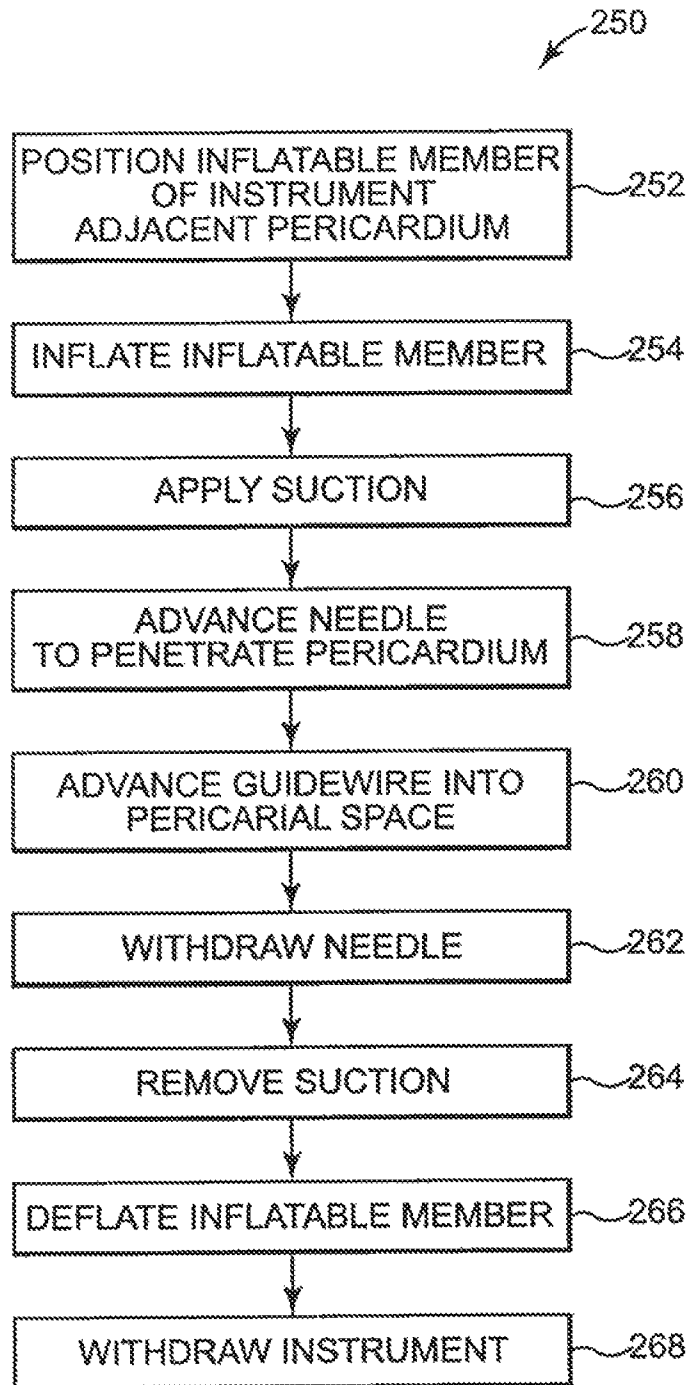 250
POSITION INFLATABLE MEMBER
OF INSTRUMENT
ADJACENT PERICARDIUM
252
INFLATE INFLATABLE MEMBER
254
APPLY SUCTION
256
ADVANCE NEEDLE
TO PENETRATE PERICARDIUM
258
ADVANCE GUIDEWIRE INTO
PERICARIAL SPACE
260
WITHDRAW NEEDLE
262
REMOVE SUCTION
264
DEFLATE INFLATABLE MEMBER
266
WITHDRAW INSTRUMENT
268